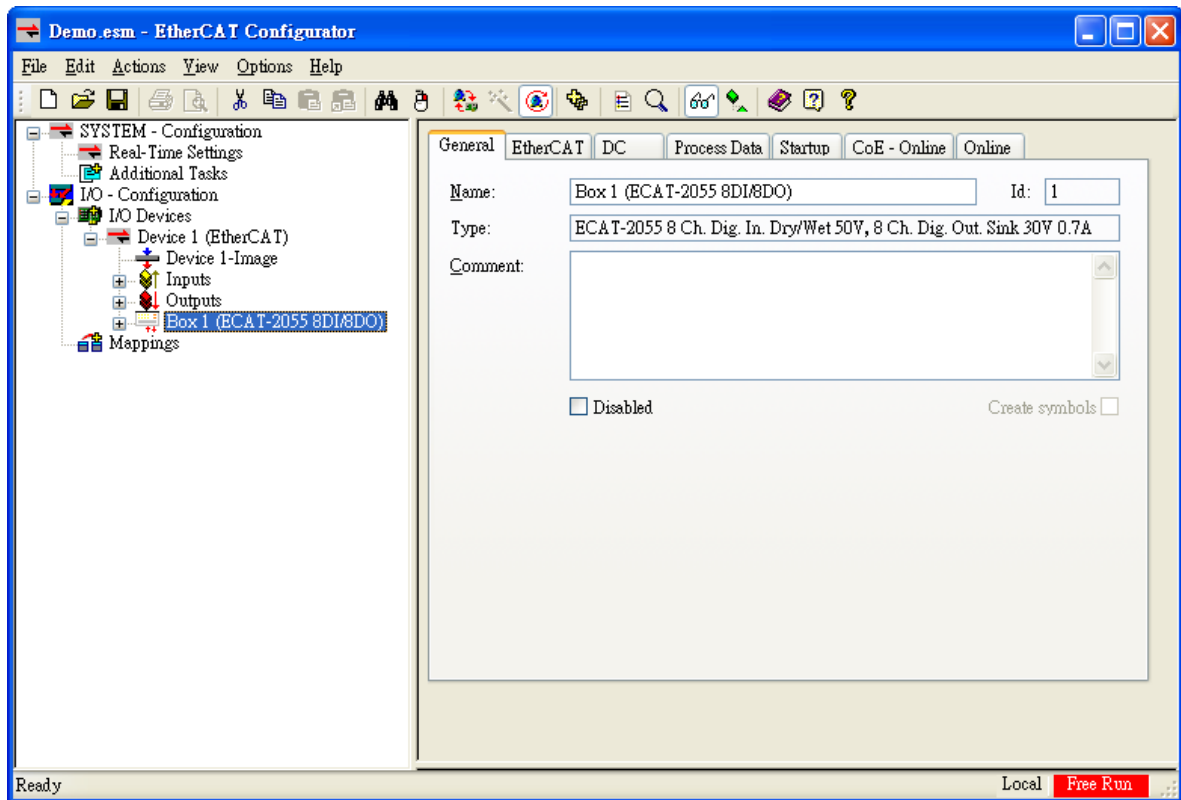 Demo.esm - EtherCAT Configurator
File Edit Actions View Options Help
SYSTEM - Configuration
Real-Time Settings
Additional Tasks
I/O - Configuration
I/O Devices
Device 1 (EtherCAT)
Device 1-Image
Inputs
Outputs
Box 1 (ECAT-2055 8DI/8DO)
Mappings
General EtherCAT DC Process Data Startup CoE - Online Online
Name: Box 1 (ECAT-2055 8DI/8DO) Id: 1
Type: ECAT-2055 8 Ch. Dig. In. Dry/Wet 50V, 8 Ch. Dig. Out. Sink 30V 0.7A
Comment:
Disabled Create symbols
Ready Local Free Run